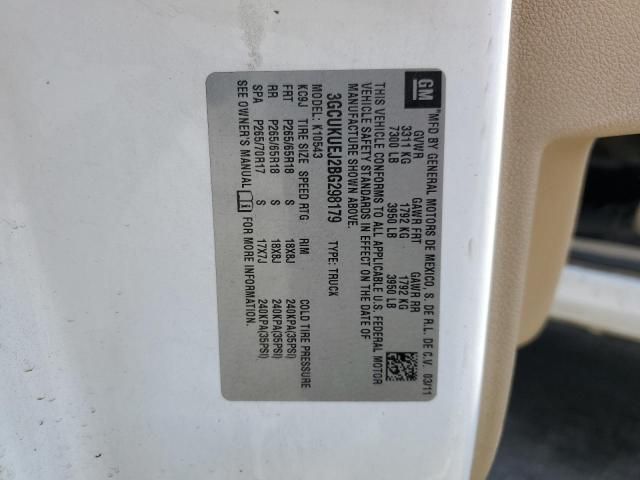 GM
MFD BY GENERAL MOTORS DE MEXICO, S. DE R.L. DE C.V. 03/11
GVWR GAWR FRT GAWR RR
3311 KG 1792 KG 1792 KG
7300 LB 3950 LB 3950 LB
THIS VEHICLE CONFORMS TO ALL APPLICABLE U.S. FEDERAL MOTOR
VEHICLE SAFETY STANDARDS IN EFFECT ON THE DATE OF
MANUFACTURE SHOWN ABOVE.
3GCUKUEJ2BG298179 TYPE: TRUCK
MODEL: K10543
KC9J TIRE SIZE SPEED RTG RIM COLD TIRE PRESSURE
FRT P265/65R18 S 18X8J 240KPA(35PSI)
RR P265/65R18 S 18X8J 240KPA(35PSI)
SPA P265/70R17 S 17X7J 240KPA(35PSI)
SEE OWNER'S MANUAL FOR MORE INFORMATION.